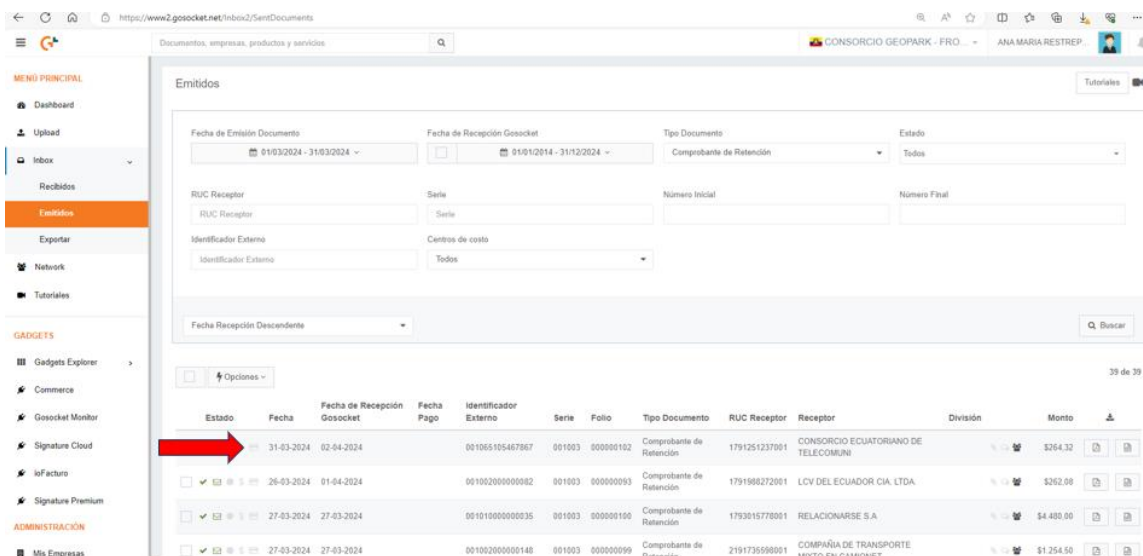 https://www2.gosocket.net/Inbox2/SentDocuments
Documentos, empresas, productos y servicios
CONSORCIO GEOPARK - FRO...
ANA MARIA RESTREP...
MENÚ PRINCIPAL
Dashboard
Upload
Inbox
Recibidos
Emitidos
Exportar
Network
Tutoriales
GADGETS
Gadgets Explorer
Commerce
Gosocket Monitor
Signature Cloud
ioFacturo
Signature Premium
ADMINISTRACIÓN
Mis Empresas
Emitidos
Tutoriales
Fecha de Emisión Documento Fecha de Recepción Gosocket Tipo Documento Estado
01/03/2024 - 31/03/2024 01/01/2014 - 31/12/2024 Comprobante de Retención Todos
RUC Receptor Serie Número Inicial Número Final
RUC Receptor Serie
Identificador Externo Centros de costo
Identificador Externo Todos
Fecha Recepción Descendente
Buscar
Opciones
39 de 39
Estado Fecha Fecha de Recepción Gosocket Fecha Pago Identificador Externo Serie Folio Tipo Documento RUC Receptor Receptor División Monto
31-03-2024 02-04-2024 001065105467867 001003 000000102 Comprobante de Retención 1791251237001 CONSORCIO ECUATORIANO DE TELECOMUNI $264,32
26-03-2024 01-04-2024 001002000000082 001003 000000093 Comprobante de Retención 1791988272001 LCV DEL ECUADOR CIA. LTDA. $262,08
27-03-2024 27-03-2024 001010000000035 001003 000000100 Comprobante de Retención 1793015778001 RELACIONARSE S.A $4.480,00
27-03-2024 27-03-2024 001002000000148 001003 000000099 Comprobante de Retención 2191735598001 COMPAÑIA DE TRANSPORTE MIXTO EN CAMIONET $1.254,50